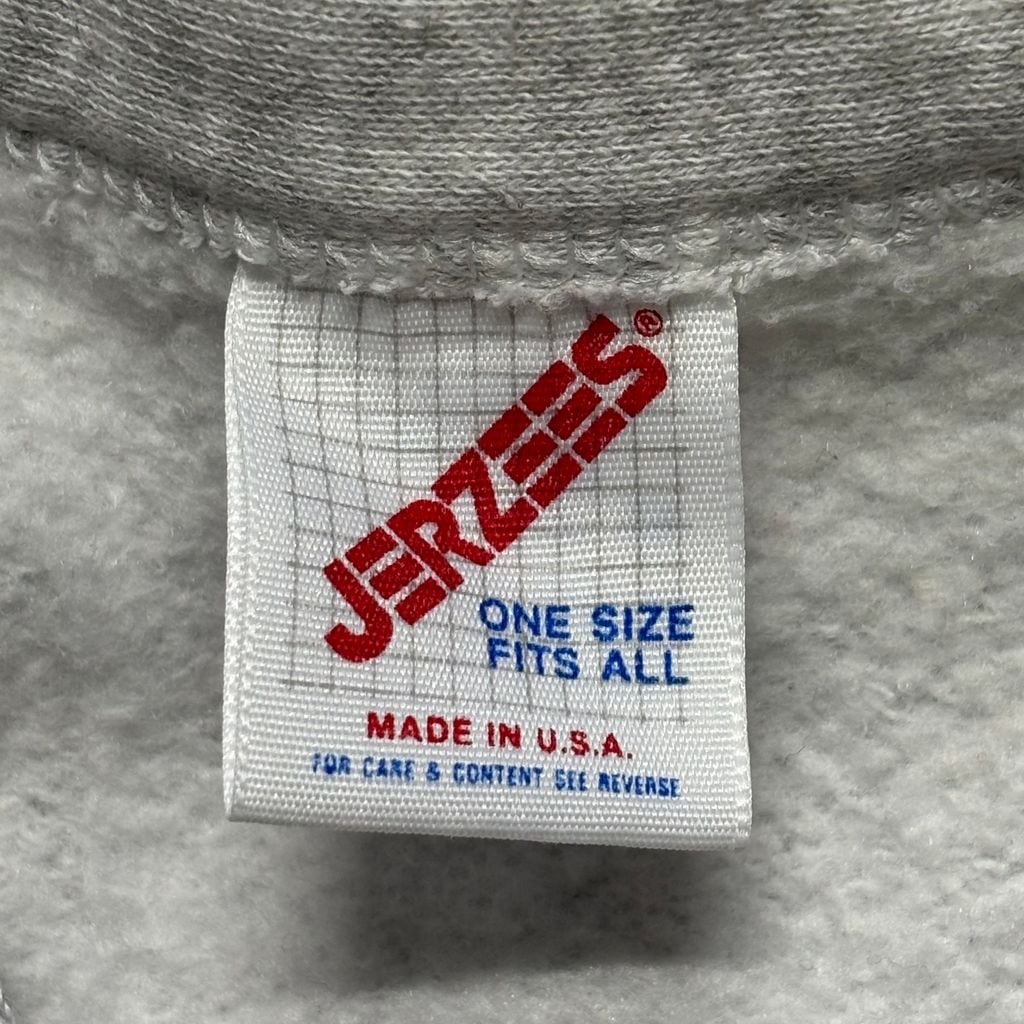 JERZEES®
ONE SIZE
FITS ALL
MADE IN U.S.A.
FOR CARE & CONTENT SEE REVERSE